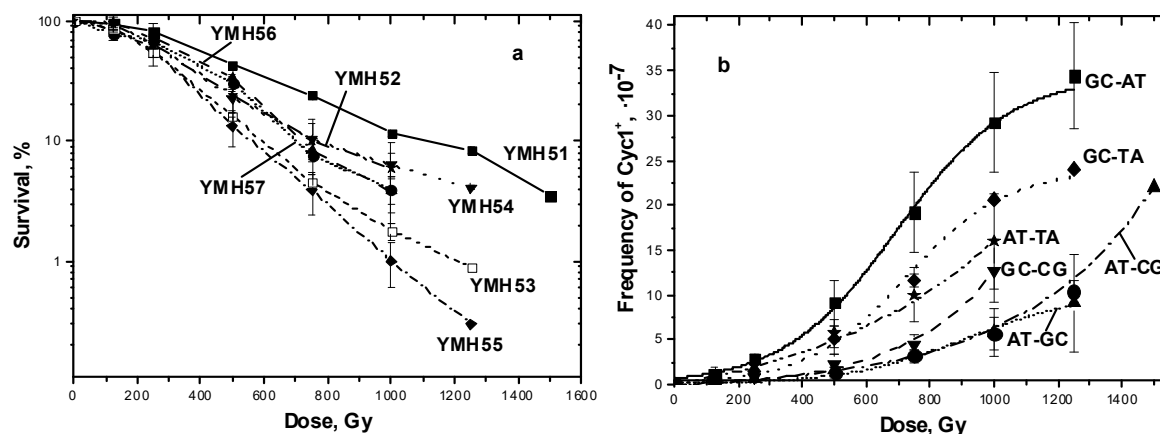 a
100
10
1
Survival, %
0 200 400 600 800 1000 1200 1400 1600
Dose, Gy
YMH56
YMH52
YMH51
YMH57
YMH54
YMH53
YMH55
b
40
35
30
25
20
15
10
5
0
Frequency of Cyc1⁺, ·10⁻⁷
0 200 400 600 800 1000 1200 1400
Dose, Gy
GC-AT
GC-TA
AT-TA
GC-CG
AT-CG
AT-GC